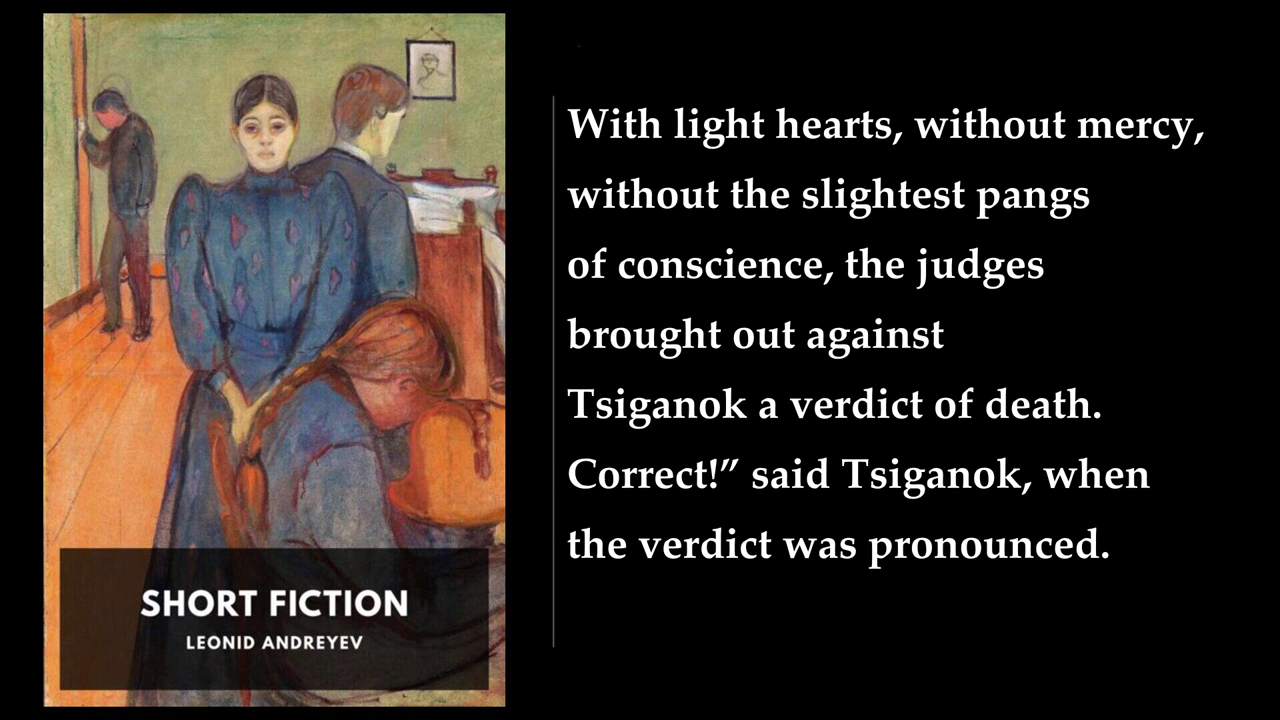 SHORT FICTION
LEONID ANDREYEV
With light hearts, without mercy,
without the slightest pangs
of conscience, the judges
brought out against
Tsiganok a verdict of death.
Correct!” said Tsiganok, when
the verdict was pronounced.